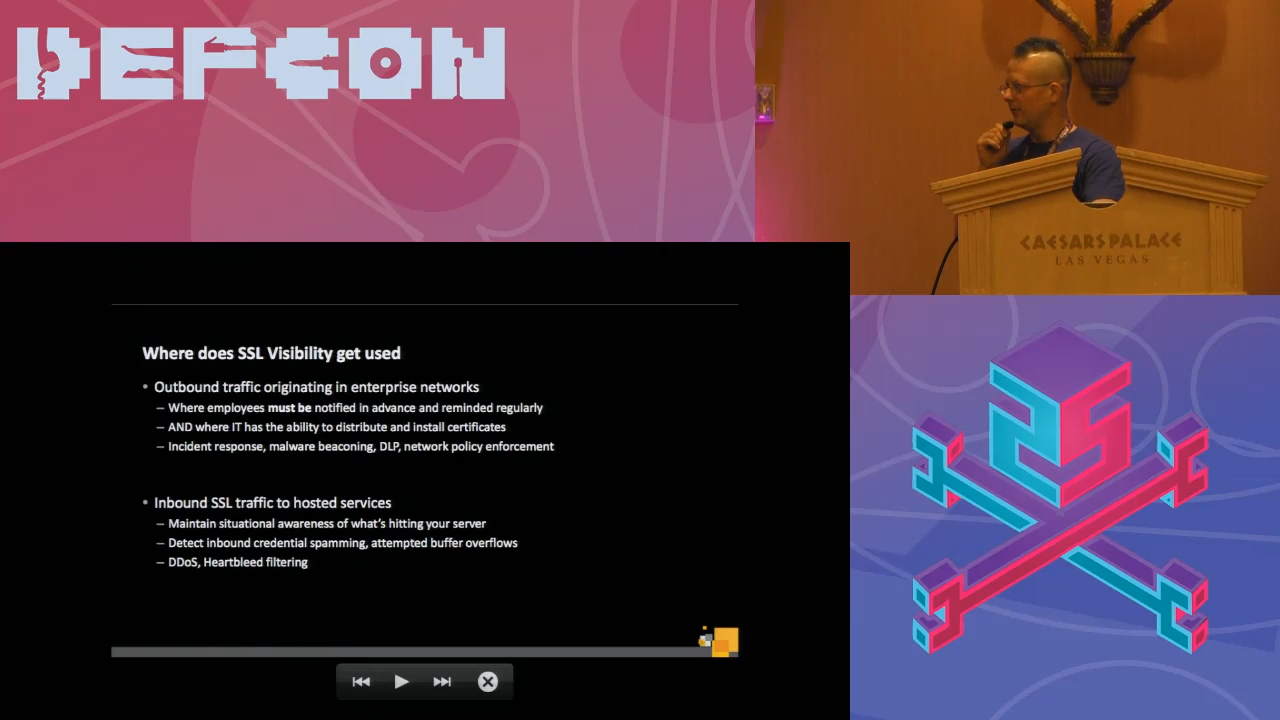 DEFCON
CAESARS PALACE
LAS VEGAS
Where does SSL Visibility get used
• Outbound traffic originating in enterprise networks
– Where employees must be notified in advance and reminded regularly
– AND where IT has the ability to distribute and install certificates
– Incident response, malware beaconing, DLP, network policy enforcement
• Inbound SSL traffic to hosted services
– Maintain situational awareness of what's hitting your server
– Detect inbound credential spamming, attempted buffer overflows
– DDoS, Heartbleed filtering
25